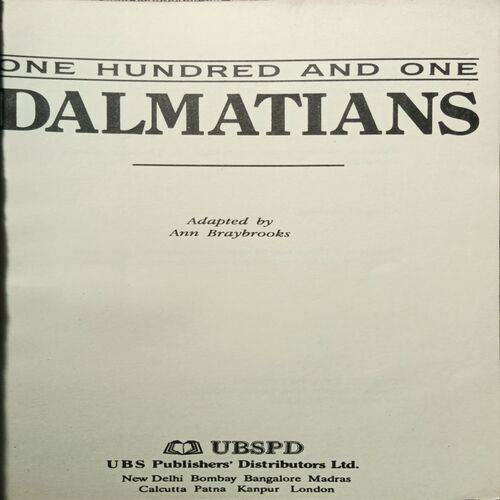 ONE HUNDRED AND ONE
DALMATIANS
Adapted by
Ann Braybrooks
UBSPD
UBS Publishers' Distributors Ltd.
New Delhi Bombay Bangalore Madras
Calcutta Patna Kanpur London